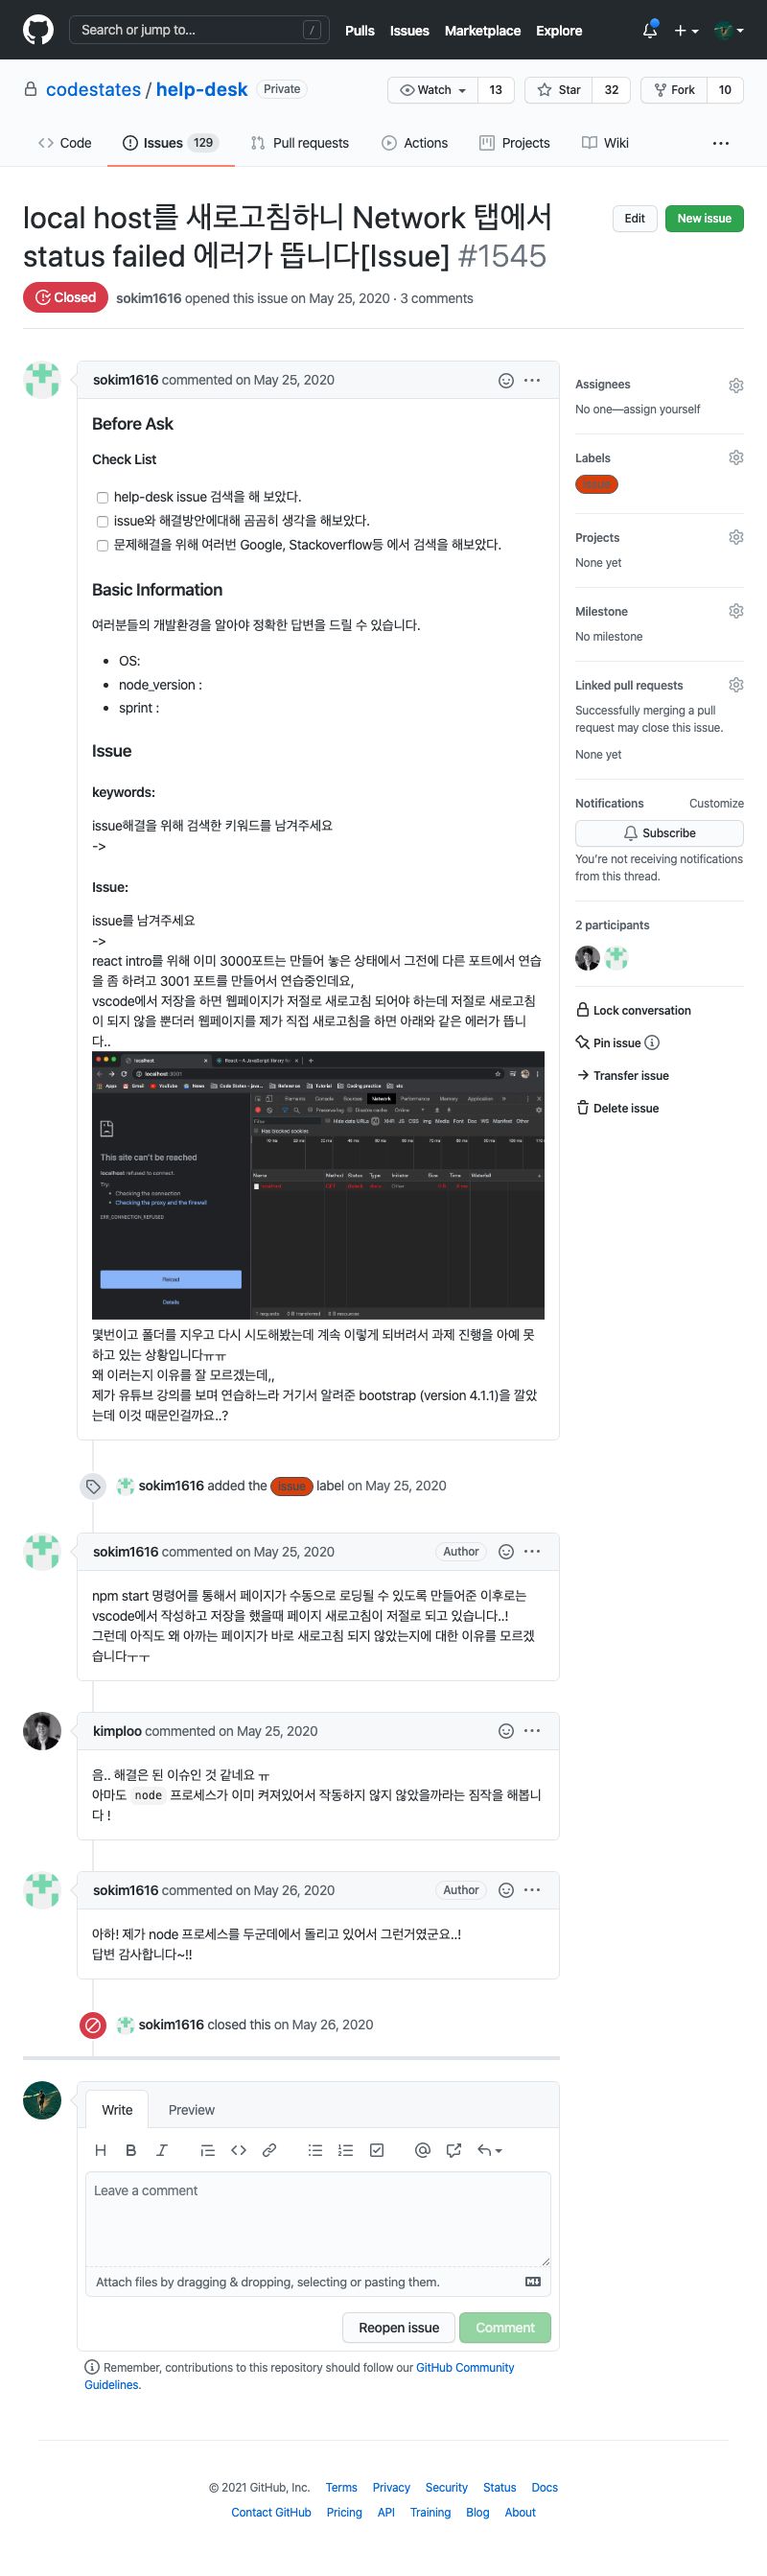 Search or jump to... /
Pulls Issues Marketplace Explore
codestates / help-desk Private
Watch 13 Star 32 Fork 10
Code Issues 129 Pull requests Actions Projects Wiki
local host를 새로고침하니 Network 탭에서
status failed 에러가 뜹니다[Issue] #1545
Edit New issue
Closed sokim1616 opened this issue on May 25, 2020 · 3 comments
sokim1616 commented on May 25, 2020
Before Ask
Check List
help-desk issue 검색을 해 보았다.
issue와 해결방안에대해 곰곰히 생각을 해보았다.
문제해결을 위해 여러번 Google, Stackoverflow등 에서 검색을 해보았다.
Basic Information
여러분들의 개발환경을 알아야 정확한 답변을 드릴 수 있습니다.
OS:
node_version :
sprint :
Issue
keywords:
issue해결을 위해 검색한 키워드를 남겨주세요
->
Issue:
issue를 남겨주세요
->
react intro를 위해 이미 3000포트는 만들어 놓은 상태에서 그전에 다른 포트에서 연습
을 좀 하려고 3001 포트를 만들어서 연습중인데요,
vscode에서 저장을 하면 웹페이지가 저절로 새로고침 되어야 하는데 저절로 새로고침
이 되지 않을 뿐더러 웹페이지를 제가 직접 새로고침을 하면 아래와 같은 에러가 뜹니
다..
localhost
localhost:3001
Elements Console Network
This site can't be reached
localhost refused to connect.
Try:
Checking the connection
Checking the proxy and the firewall
ERR_CONNECTION_REFUSED
Name Method Status Type Initiator Size Time Waterfall
Reload
Details
몇번이고 폴더를 지우고 다시 시도해봤는데 계속 이렇게 되버려서 과제 진행을 아예 못
하고 있는 상황입니다ㅠㅠ
왜 이러는지 이유를 잘 모르겠는데,,
제가 유튜브 강의를 보며 연습하느라 거기서 알려준 bootstrap (version 4.1.1)을 깔았
는데 이것 때문인걸까요..?
sokim1616 added the issue label on May 25, 2020
sokim1616 commented on May 25, 2020 Author
npm start 명령어를 통해서 페이지가 수동으로 로딩될 수 있도록 만들어준 이후로는
vscode에서 작성하고 저장을 했을때 페이지 새로고침이 저절로 되고 있습니다..!
그런데 아직도 왜 아까는 페이지가 바로 새로고침 되지 않았는지에 대한 이유를 모르겠
습니다ㅜㅜ
kimploo commented on May 25, 2020
음.. 해결은 된 이슈인 것 같네요 ㅠ
아마도 node 프로세스가 이미 켜져있어서 작동하지 않지 않았을까라는 짐작을 해봅니
다 !
sokim1616 commented on May 26, 2020 Author
아하! 제가 node 프로세스를 두군데에서 돌리고 있어서 그런거였군요..!
답변 감사합니다~!!
sokim1616 closed this on May 26, 2020
Write Preview
Leave a comment
Attach files by dragging & dropping, selecting or pasting them.
Reopen issue Comment
Remember, contributions to this repository should follow our GitHub Community
Guidelines.
Assignees
No one—assign yourself
Labels
issue
Projects
None yet
Milestone
No milestone
Linked pull requests
Successfully merging a pull
request may close this issue.
None yet
Notifications Customize
Subscribe
You're not receiving notifications
from this thread.
2 participants
Lock conversation
Pin issue
Transfer issue
Delete issue
© 2021 GitHub, Inc. Terms Privacy Security Status Docs
Contact GitHub Pricing API Training Blog About